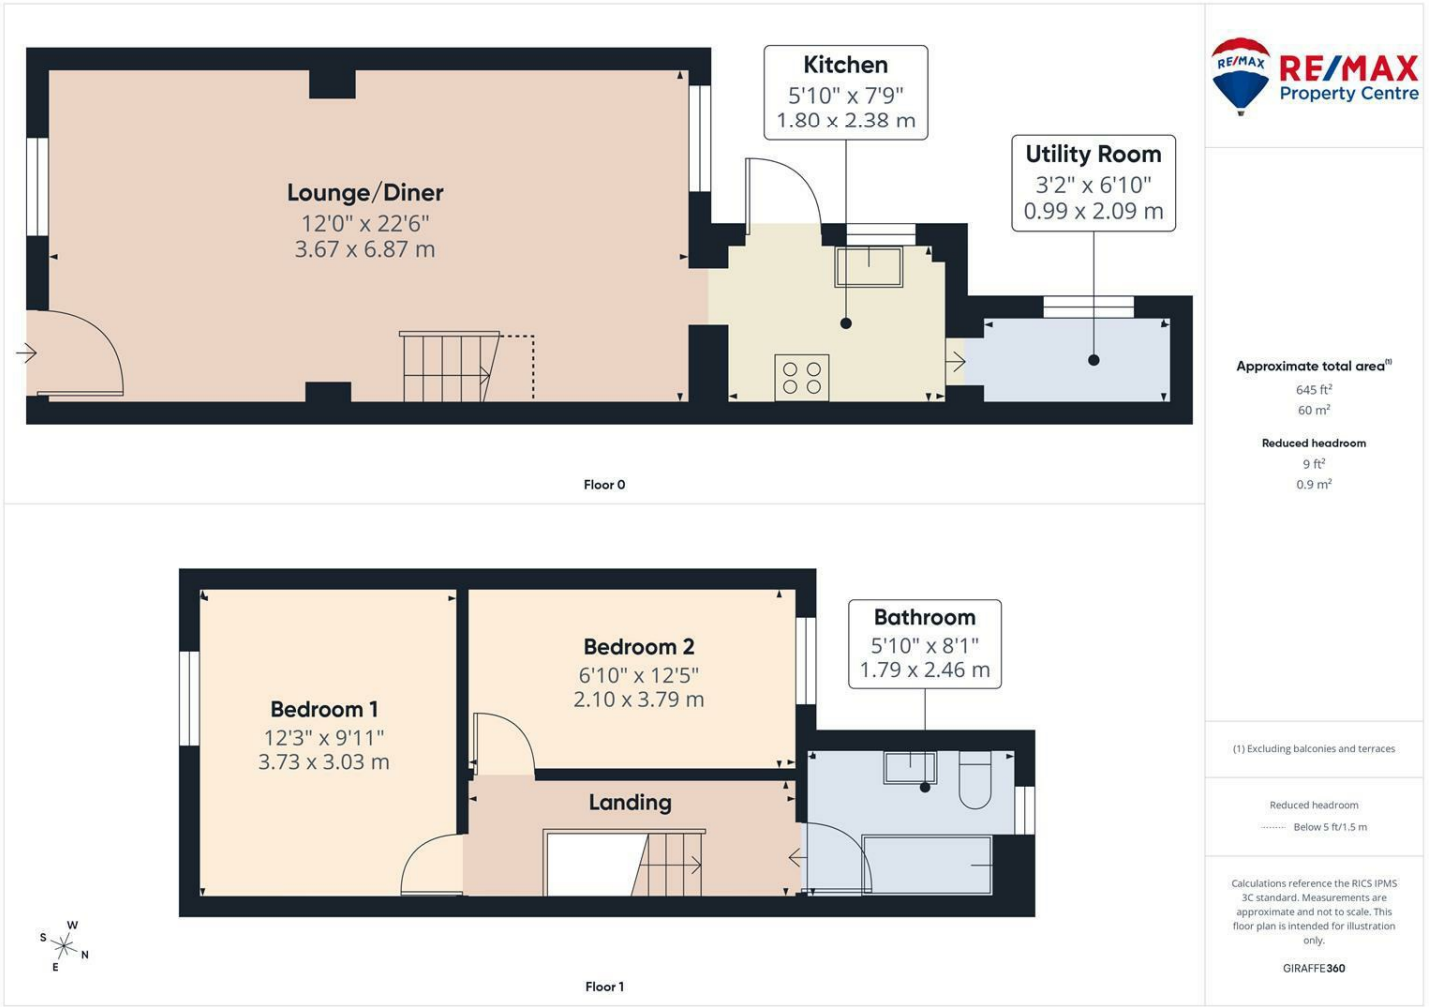 Kitchen
5'10" x 7'9"
1.80 x 2.38 m
Utility Room
3'2" x 6'10"
0.99 x 2.09 m
Lounge/Diner
12'0" x 22'6"
3.67 x 6.87 m
Floor 0
Bathroom
5'10" x 8'1"
1.79 x 2.46 m
Bedroom 2
6'10" x 12'5"
2.10 x 3.79 m
Bedroom 1
12'3" x 9'11"
3.73 x 3.03 m
Landing
W
S
N
E
Floor 1
RE/MAX
RE/MAX
Property Centre
Approximate total area⁽¹⁾
645 ft²
60 m²
Reduced headroom
9 ft²
0.9 m²
(1) Excluding balconies and terraces
Reduced headroom
Below 5 ft/1.5 m
Calculations reference the RICS IPMS
3C standard. Measurements are
approximate and not to scale. This
floor plan is intended for illustration
only.
GIRAFFE360